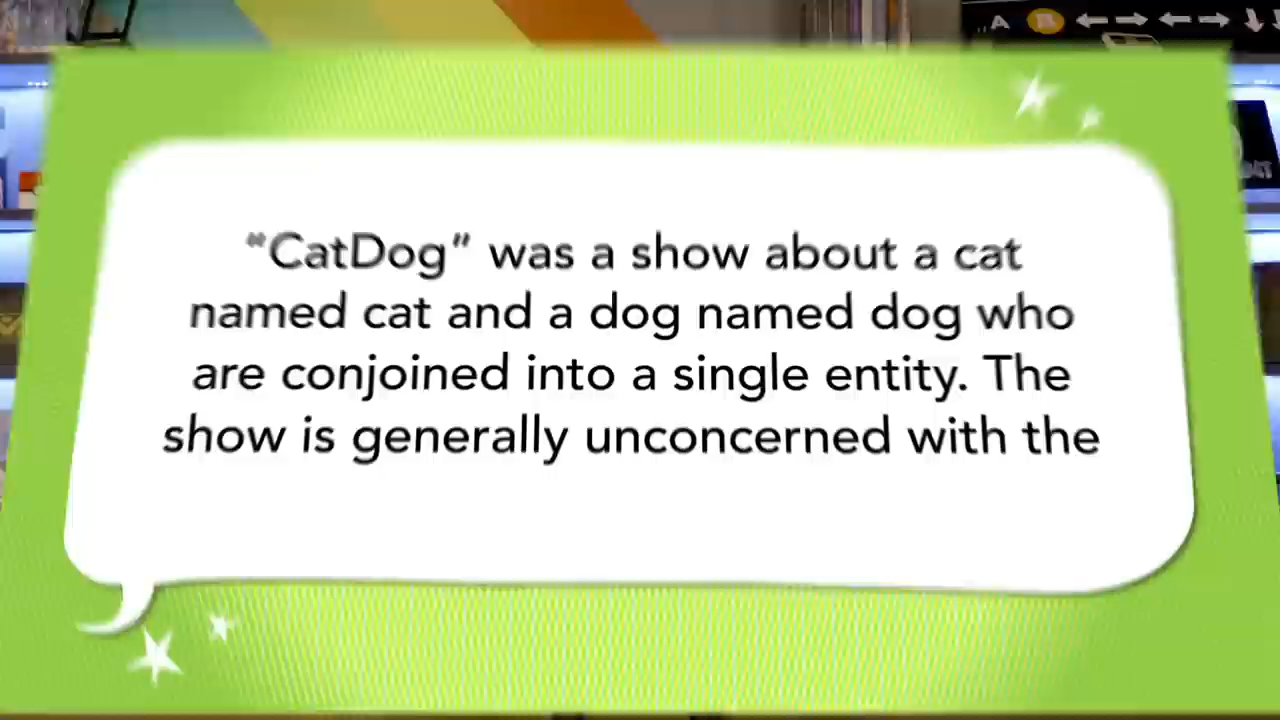 A B ← → ← → ↓
“CatDog” was a show about a cat
named cat and a dog named dog who
are conjoined into a single entity. The
show is generally unconcerned with the